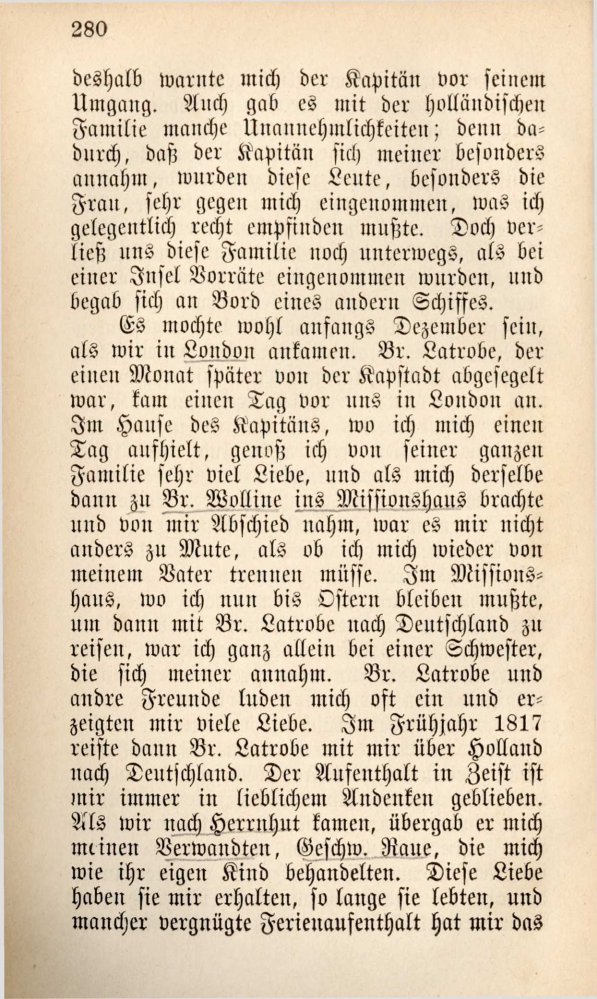 280
deshalb warnte mich der Kapitän vor seinem
Umgang. Auch gab es mit der holländischen
Familie manche Unannehmlichkeiten; denn da-
durch, daß der Kapitän sich meiner besonders
annahm, wurden diese Leute, besonders die
Frau, sehr gegen mich eingenommen, was ich
gelegentlich recht empfinden mußte. Doch ver-
ließ uns diese Familie noch unterwegs, als bei
einer Insel Vorräte eingenommen wurden, und
begab sich an Bord eines andern Schiffes.
Es mochte wohl anfangs Dezember sein,
als wir in London ankamen. Br. Latrobe, der
einen Monat später von der Kapstadt abgesegelt
war, kam einen Tag vor uns in London an.
Im Hause des Kapitäns, wo ich mich einen
Tag aufhielt, genoß ich von seiner ganzen
Familie sehr viel Liebe, und als mich derselbe
dann zu Br. Wolline ins Missionshaus brachte
und von mir Abschied nahm, war es mir nicht
anders zu Mute, als ob ich mich wieder von
meinem Vater trennen müsse. Im Missions-
haus, wo ich nun bis Ostern bleiben mußte,
um dann mit Br. Latrobe nach Deutschland zu
reisen, war ich ganz allein bei einer Schwester,
die sich meiner annahm. Br. Latrobe und
andre Freunde luden mich oft ein und er-
zeigten mir viele Liebe. Im Frühjahr 1817
reiste dann Br. Latrobe mit mir über Holland
nach Deutschland. Der Aufenthalt in Zeist ist
mir immer in lieblichem Andenken geblieben.
Als wir nach Herrnhut kamen, übergab er mich
meinen Verwandten, Geschw. Raue, die mich
wie ihr eigen Kind behandelten. Diese Liebe
haben sie mir erhalten, so lange sie lebten, und
mancher vergnügte Ferienaufenthalt hat mir das